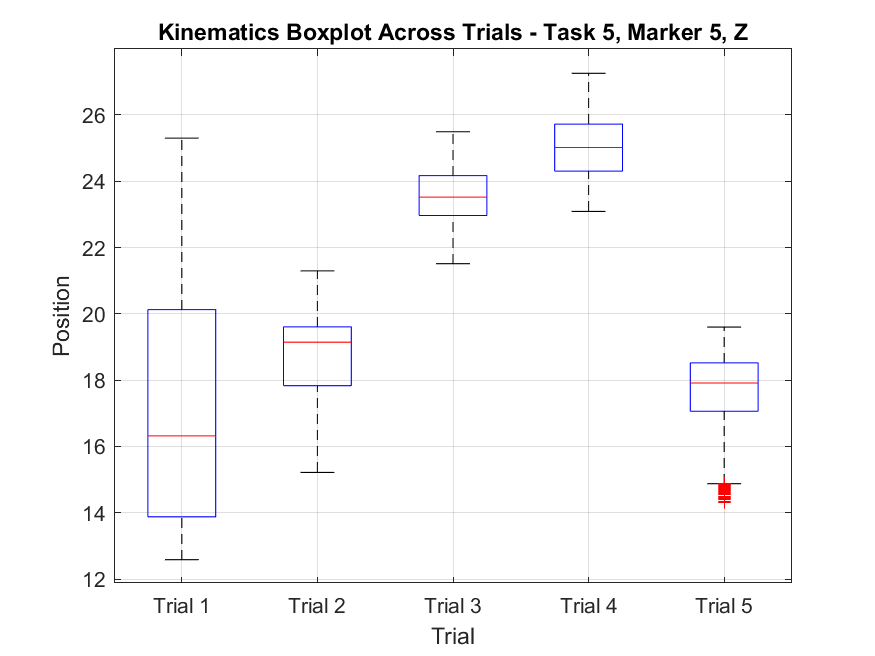 Kinematics Boxplot Across Trials - Task 5, Marker 5, Z
Position
26
24
22
20
18
16
14
12
Trial 1 Trial 2 Trial 3 Trial 4 Trial 5
Trial